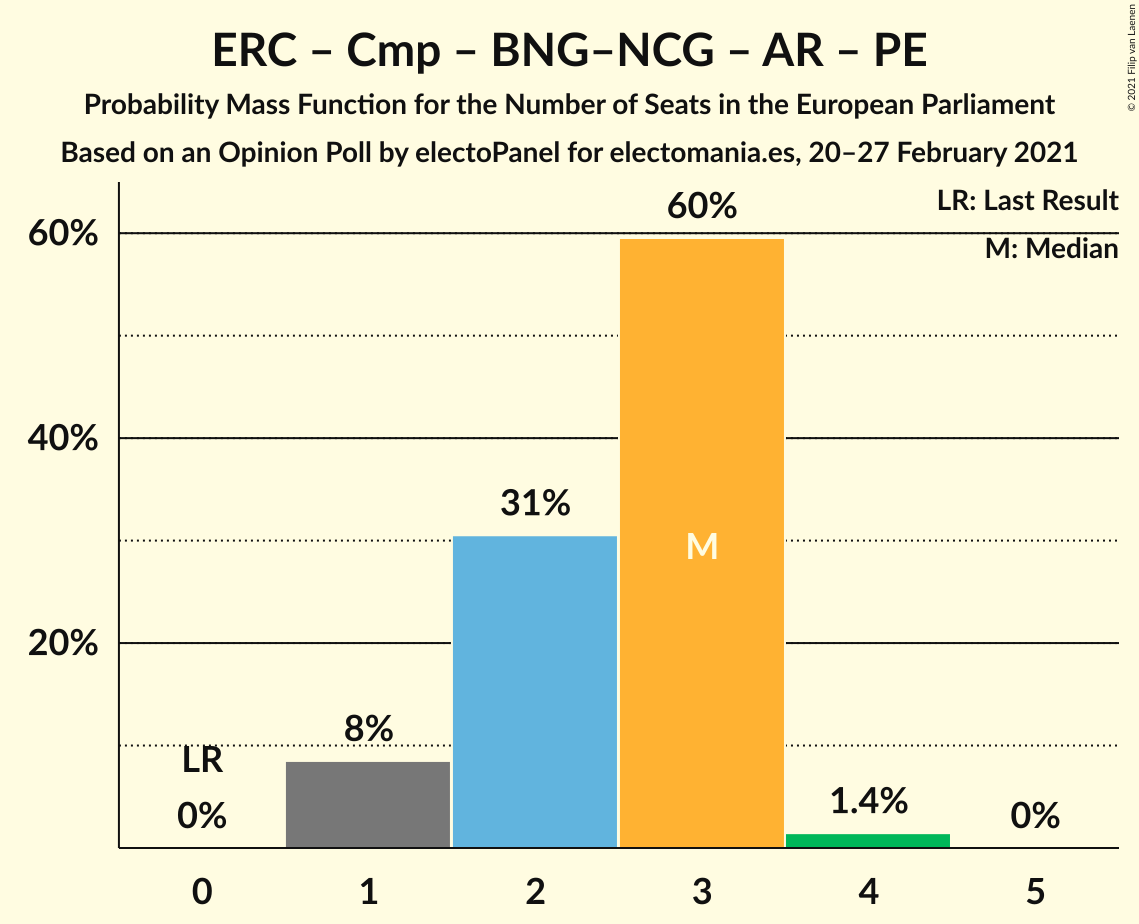 ERC – Cmp – BNG–NCG – AR – PE
Probability Mass Function for the Number of Seats in the European Parliament
Based on an Opinion Poll by electoPanel for electomania.es, 20–27 February 2021
© 2021 Filip van Laenen
LR: Last Result
M: Median
60%
40%
20%
LR
0%
8%
31%
60%
M
1.4%
0%
0
1
2
3
4
5